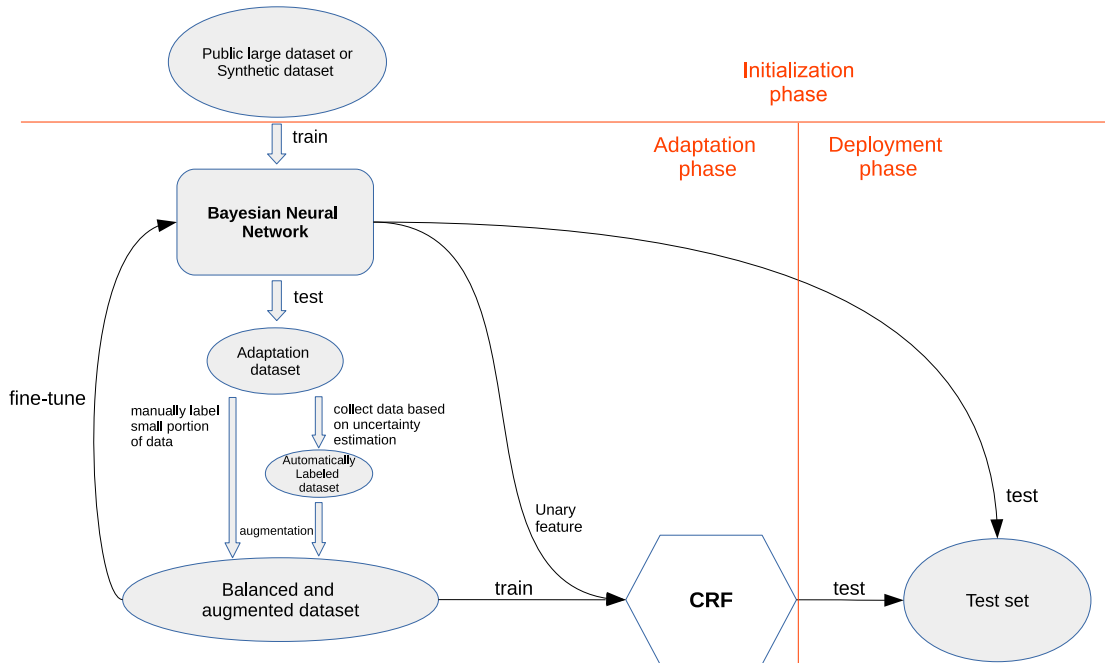 Public large dataset or
Synthetic dataset
Initialization
phase
train
Adaptation
phase
Deployment
phase
Bayesian Neural
Network
test
Adaptation
dataset
fine-tune
manually label
small portion
of data
collect data based
on uncertainty
estimation
Automatically
Labeled
dataset
augmentation
Unary
feature
test
Balanced and
augmented dataset
train
CRF
test
Test set